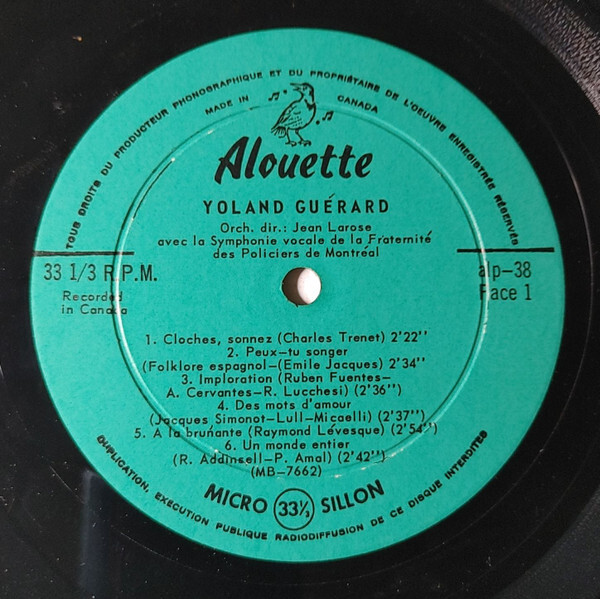 TOUS DROITS DU PRODUCTEUR PHONOGRAPHIQUE ET DU PROPRIÉTAIRE DE L'OEUVRE ENREGISTRÉE RÉSERVÉS
MADE IN CANADA
Alouette
YOLAND GUÉRARD
Orch. dir.: Jean Larose
avec la Symphonie vocale de la Fraternité
des Policiers de Montréal
33 1/3 R.P.M.
alp-38
Recorded
in Canada
Face 1
1. Cloches, sonnez (Charles Trenet) 2'22''
2. Peux-tu songer
(Folklore espagnol-(Emile Jacques) 2'34''
3. Imploration (Ruben Fuentes-
A. Cervantes-R. Lucchesi) (2'36'')
4. Des mots d'amour
(Jacques Simonot-Lull-Micaelli) (2'37'')
5. A la brunante (Raymond Lévesque) (2'54'')
6. Un monde entier
(R. Addinsell-P. Amal) (2'42'')
(MB-7662)
MICRO 33⅓ SILLON
DUPLICATION, EXECUTION PUBLIQUE RADIODIFFUSION DE CE DISQUE INTERDITES